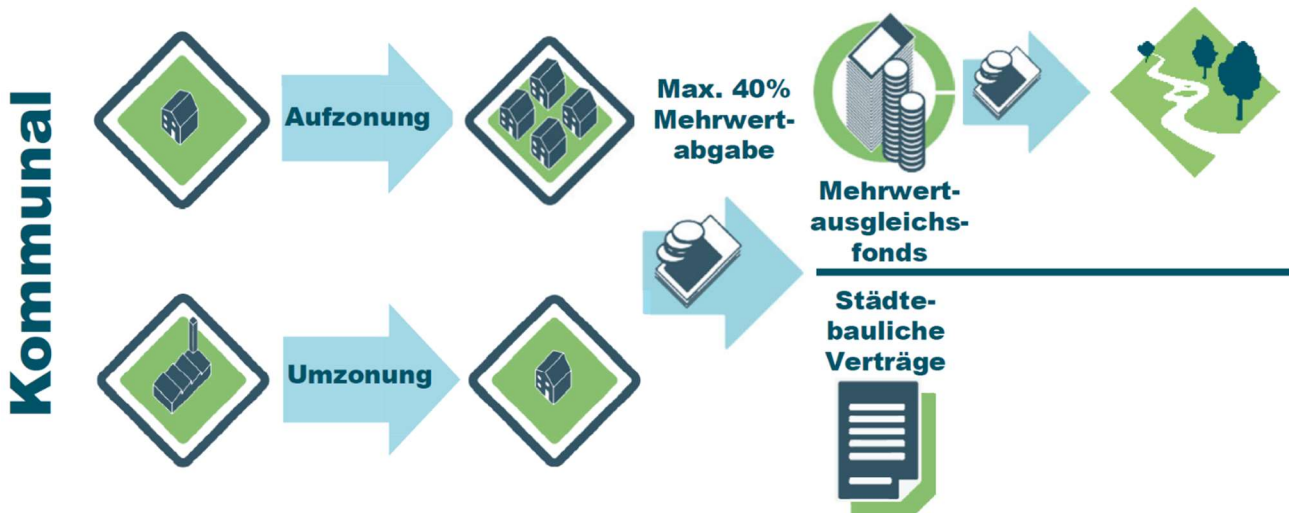 Kommunal
Aufzonung
Umzonung
Max. 40%
Mehrwert-
abgabe
Mehrwert-
ausgleichs-
fonds
Städte-
bauliche
Verträge